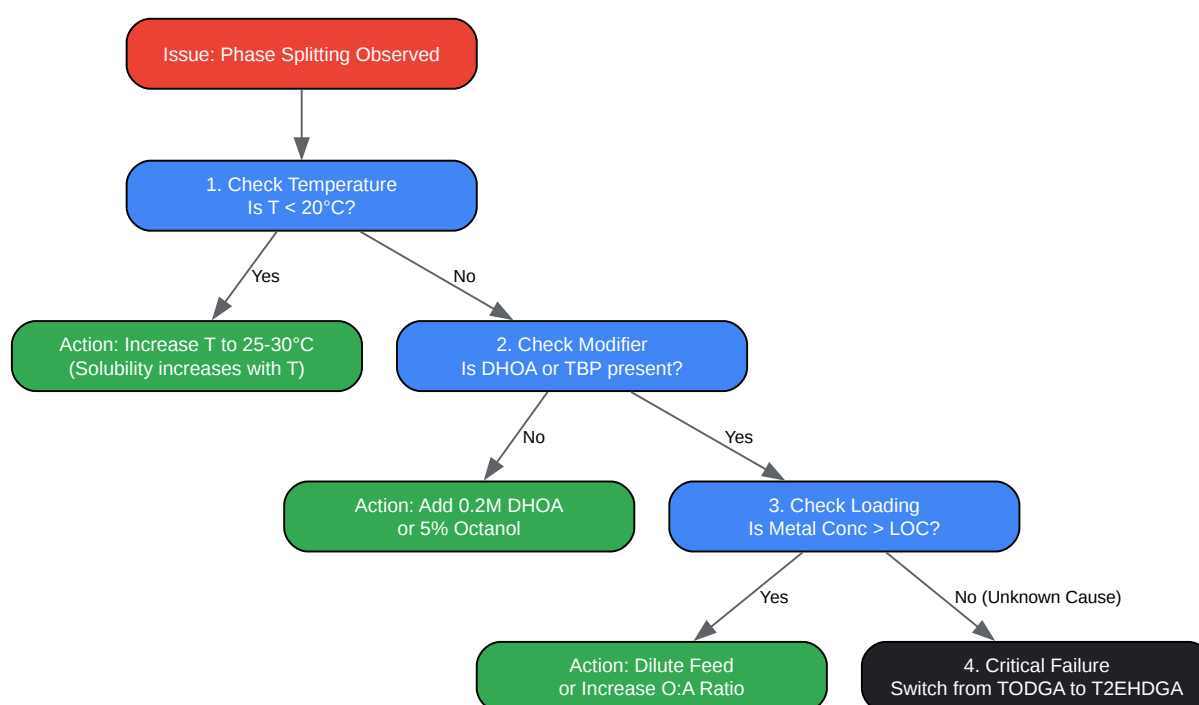 Issue: Phase Splitting Observed
1. Check Temperature
Is T < 20°C?
Yes
No
Action: Increase T to 25-30°C
(Solubility increases with T)
2. Check Modifier
Is DHOA or TBP present?
No
Yes
Action: Add 0.2M DHOA
or 5% Octanol
3. Check Loading
Is Metal Conc > LOC?
Yes
No (Unknown Cause)
Action: Dilute Feed
or Increase O:A Ratio
4. Critical Failure
Switch from TODGA to T2EHDGA